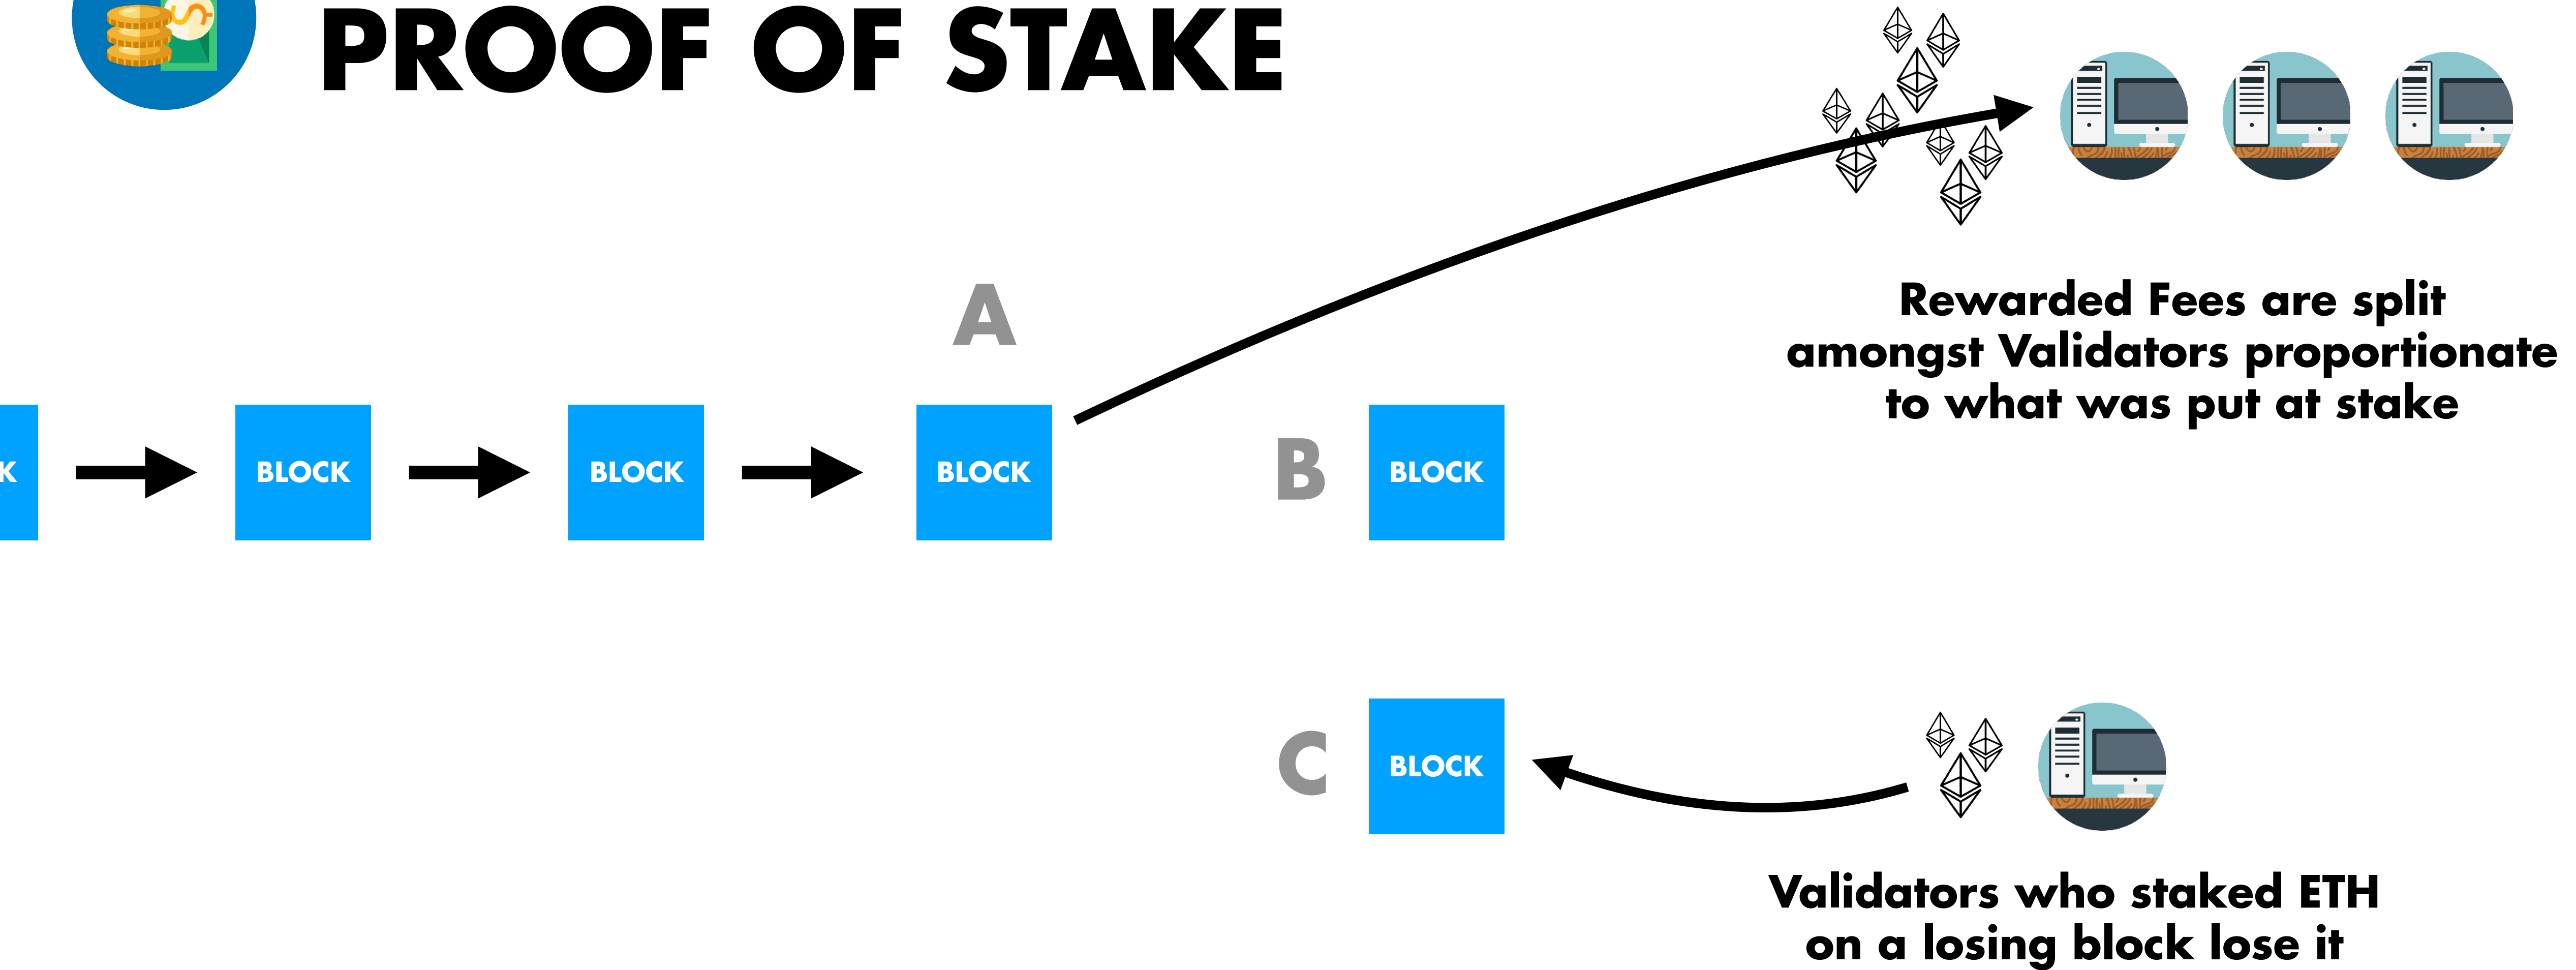 PROOF OF STAKE
Rewarded Fees are split
amongst Validators proportionate
to what was put at stake
A
K
BLOCK
BLOCK
BLOCK
B
BLOCK
C
BLOCK
Validators who staked ETH
on a losing block lose it